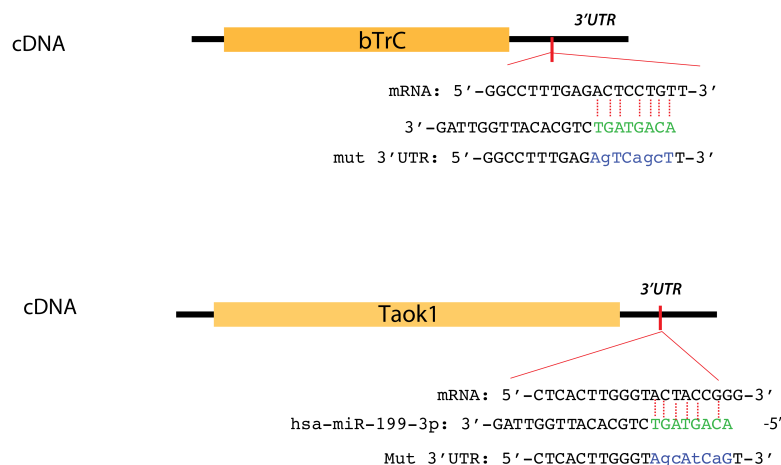 3'UTR
cDNA
bTrC
mRNA: 5'-GGCCTTTGAGACTCCTGTT-3'
3'-GATTGGTTACACGTCTGATGACA
mut 3'UTR: 5'-GGCCTTTGAGAgTCagcTT-3'
3'UTR
cDNA
Taok1
mRNA: 5'-CTCACTTGGGTACTACCGGG-3'
hsa-miR-199-3p: 3'-GATTGGTTACACGTCTGATGACA -5'
Mut 3'UTR: 5'-CTCACTTGGGTAgcAtCaGT-3'